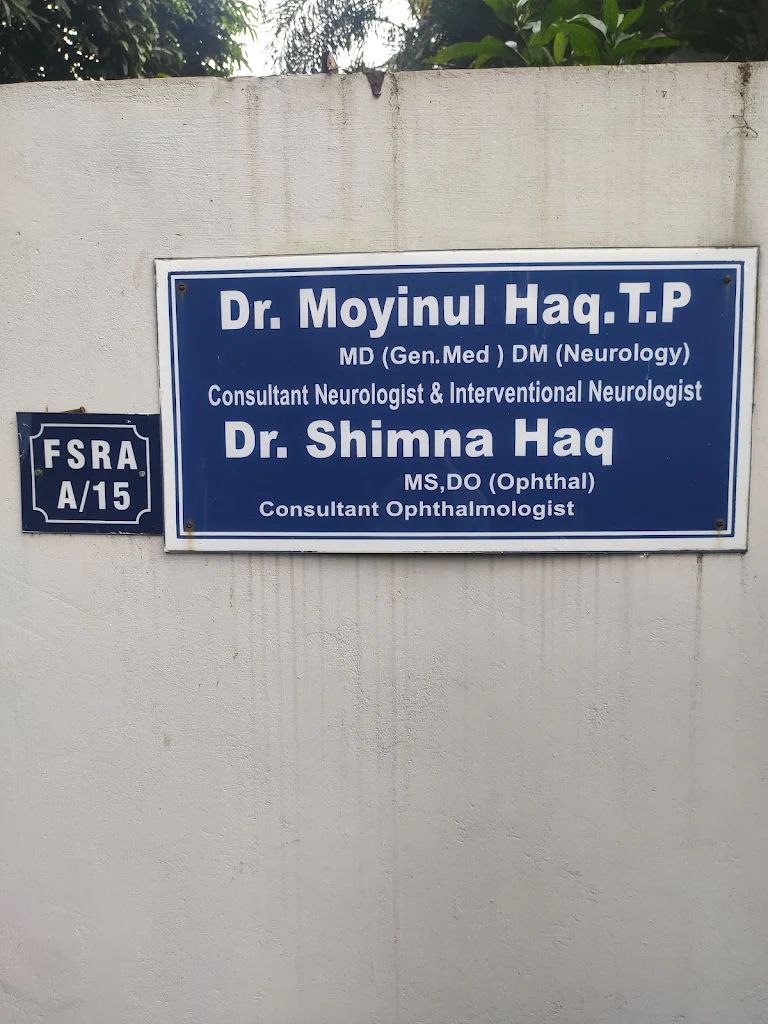 Dr. Moyinul Haq.T.P
MD (Gen.Med ) DM (Neurology)
Consultant Neurologist & Interventional Neurologist
Dr. Shimna Haq
MS,DO (Ophthal)
Consultant Ophthalmologist
FSRA
A/15